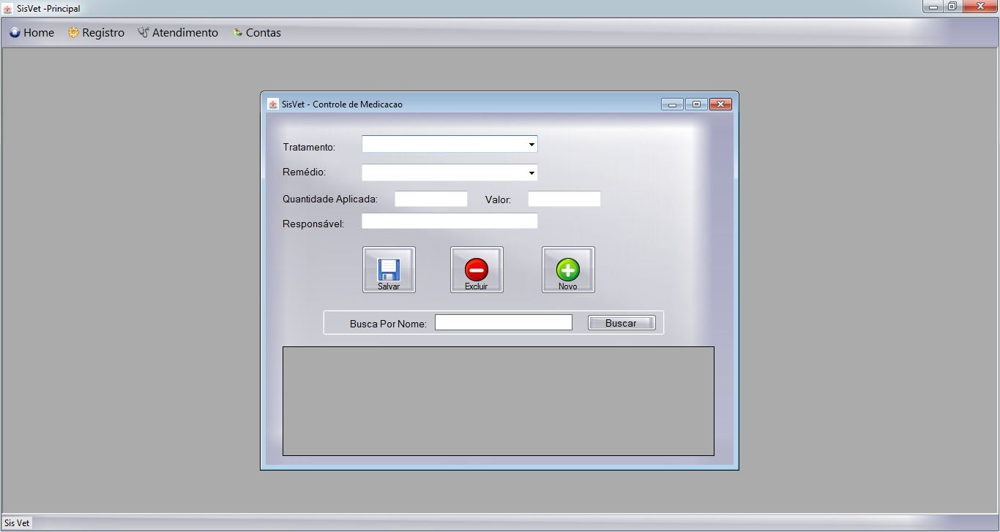 SisVet -Principal
Home Registro Atendimento Contas
SisVet - Controle de Medicacao
Tratamento:
Remédio:
Quantidade Aplicada: Valor:
Responsável:
Salvar Excluir Novo
Busca Por Nome: Buscar
Sis Vet